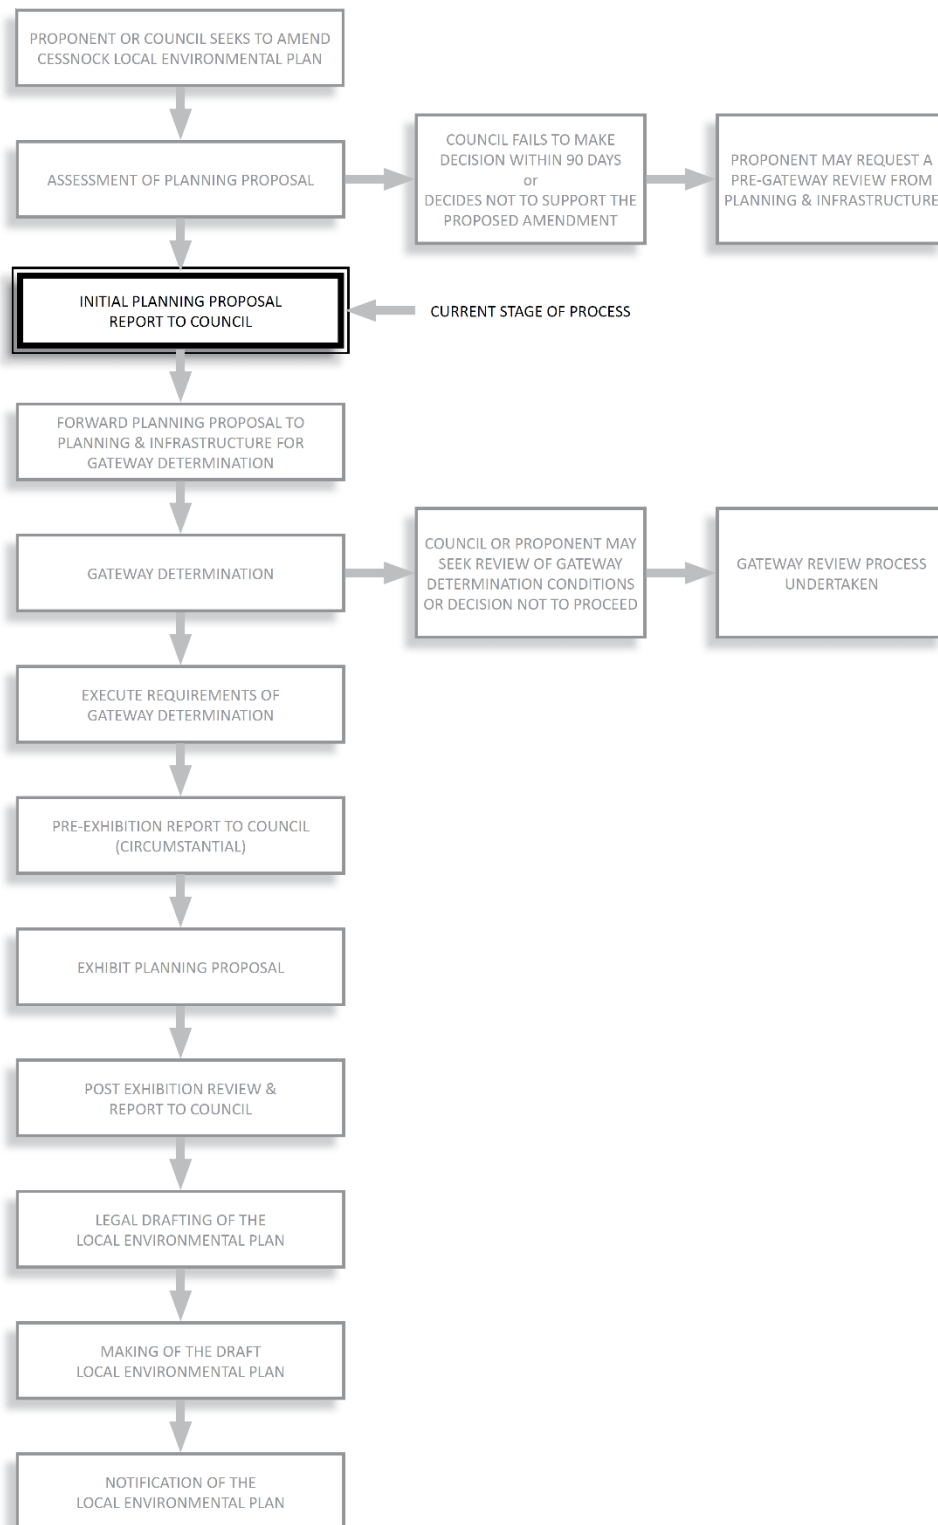 PROPONENT OR COUNCIL SEEKS TO AMEND
CESSNOCK LOCAL ENVIRONMENTAL PLAN
ASSESSMENT OF PLANNING PROPOSAL
COUNCIL FAILS TO MAKE
DECISION WITHIN 90 DAYS
or
DECIDES NOT TO SUPPORT THE
PROPOSED AMENDMENT
PROPONENT MAY REQUEST A
PRE-GATEWAY REVIEW FROM
PLANNING & INFRASTRUCTURE
INITIAL PLANNING PROPOSAL
REPORT TO COUNCIL
CURRENT STAGE OF PROCESS
FORWARD PLANNING PROPOSAL TO
PLANNING & INFRASTRUCTURE FOR
GATEWAY DETERMINATION
GATEWAY DETERMINATION
COUNCIL OR PROPONENT MAY
SEEK REVIEW OF GATEWAY
DETERMINATION CONDITIONS
OR DECISION NOT TO PROCEED
GATEWAY REVIEW PROCESS
UNDERTAKEN
EXECUTE REQUIREMENTS OF
GATEWAY DETERMINATION
PRE-EXHIBITION REPORT TO COUNCIL
(CIRCUMSTANTIAL)
EXHIBIT PLANNING PROPOSAL
POST EXHIBITION REVIEW &
REPORT TO COUNCIL
LEGAL DRAFTING OF THE
LOCAL ENVIRONMENTAL PLAN
MAKING OF THE DRAFT
LOCAL ENVIRONMENTAL PLAN
NOTIFICATION OF THE
LOCAL ENVIRONMENTAL PLAN